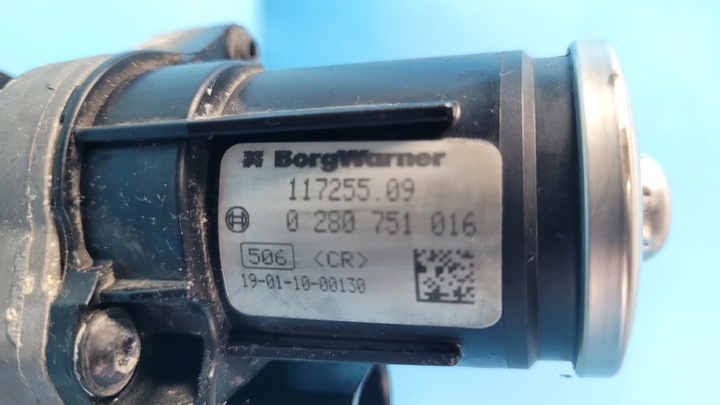 BorgWarner
117255.09
0 280 751 016
506 <CR>
19-01-10-00130